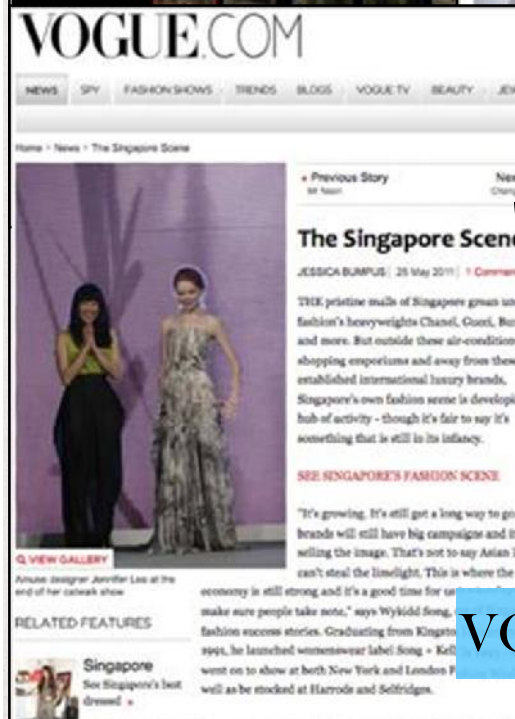 VOGUE.COM
NEWS SPY FASHION SHOWS TRENDS BLOGS VOGUE TV BEAUTY
Home > News > The Singapore Scene
• Previous Story
The Singapore Scene
JESSICA BUMPUS 25 May 2011 1 Comment
THE pristine malls of Singapore groan
fashion's heavyweights Chanel, Gucci,
and more. But outside these
shopping emporiums and away from these
established international luxury brands,
Singapore's own fashion scene is
hub of activity - though it's fair to say it's
something that is still in its infancy.
SEE SINGAPORE'S FASHION SCENE
"It's growing. It's still got a long way to go
brands will still have big campaigns and
selling the image. That's not to say Asian
can't steal the limelight. This is where the
VIEW GALLERY
designer Jennifer Lee at the
end of her catwalk show
economy is still strong and it's a good time for
make sure people take note," says Wykidd Song,
fashion success stories. Graduating from
1991, he launched womenswear label Song +
went on to show at both New York and London
well as be stocked at Harrods and Selfridges.
RELATED FEATURES
Singapore
See Singapore's best
dressed
VO